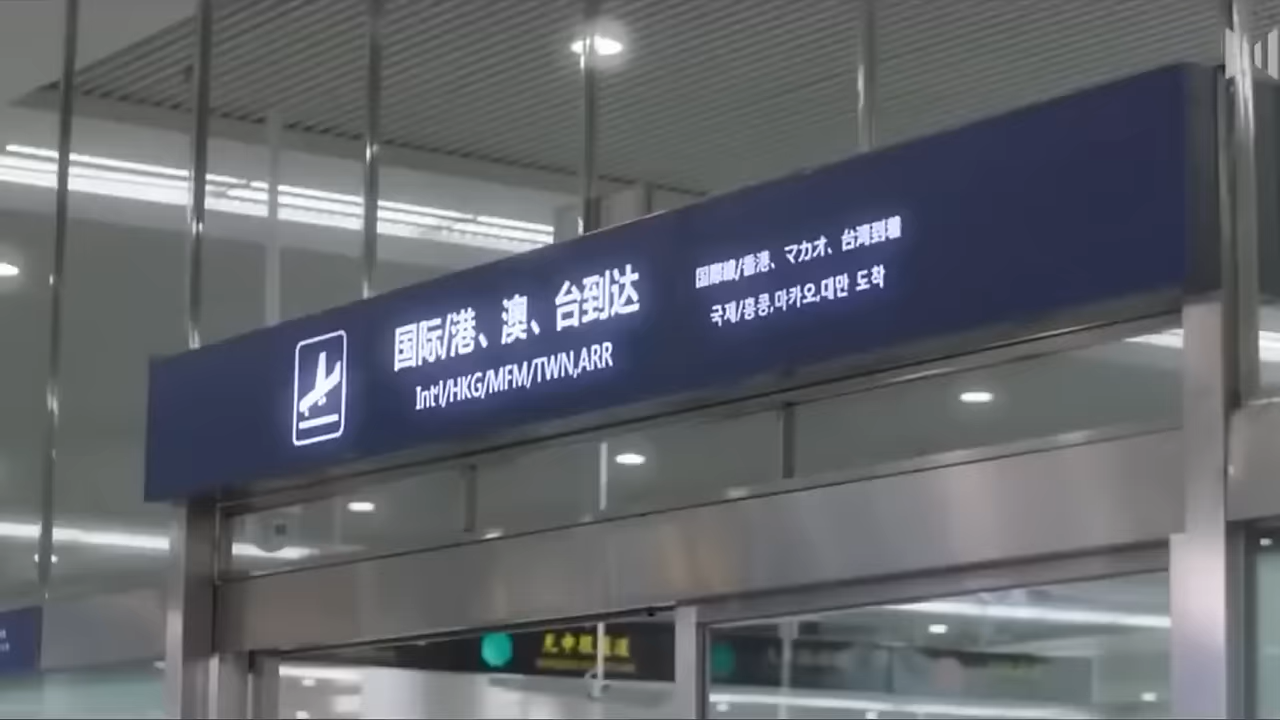 国际/港、澳、台到达
Int'l/HKG/MFM/TWN,ARR
国際線/香港、マカオ、台湾到着
국제/홍콩,마카오,대만 도착